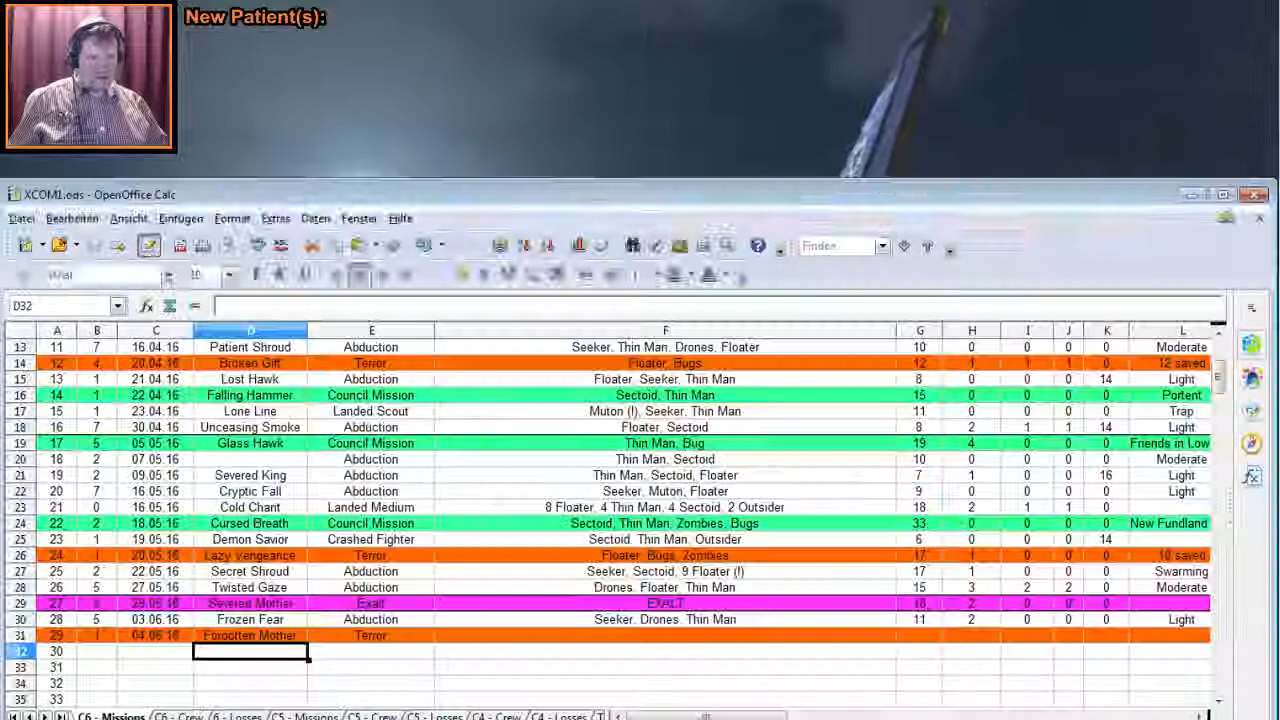 New Patient(s):
XCOM1.ods - OpenOffice Calc
Datei Bearbeiten Ansicht Einfügen Format Extras Daten Fenster Hilfe
Arial 10 Finden
D32
A B C D E F G H I J K L
13 11 7 16.04.16 Patient Shroud Abduction Seeker, Thin Man, Drones, Floater 10 0 0 0 0 Moderate
14 12 4 20.04.16 Broken Gift Terror Floater, Bugs 12 1 1 1 0 12 saved
15 13 1 21.04.16 Lost Hawk Abduction Floater, Seeker, Thin Man 8 0 0 0 14 Light
16 14 1 22.04.16 Falling Hammer Council Mission Sectoid, Thin Man 15 0 0 0 0 Portent
17 15 1 23.04.16 Lone Line Landed Scout Muton (!), Seeker, Thin Man 11 0 0 0 0 Trap
18 16 7 30.04.16 Unceasing Smoke Abduction Floater, Sectoid 8 2 1 1 14 Light
19 17 5 05.05.16 Glass Hawk Council Mission Thin Man, Bug 19 4 0 0 0 Friends in Low
20 18 2 07.05.16 Abduction Thin Man, Sectoid 10 0 0 0 0 Moderate
21 19 2 09.05.16 Severed King Abduction Thin Man, Sectoid, Floater 7 1 0 0 16 Light
22 20 7 16.05.16 Cryptic Fall Abduction Seeker, Muton, Floater 9 0 0 0 0 Light
23 21 0 16.05.16 Cold Chant Landed Medium 8 Floater, 4 Thin Man, 4 Sectoid, 2 Outsider 18 2 1 1 0
24 22 2 18.05.16 Cursed Breath Council Mission Sectoid, Thin Man, Zombies, Bugs 33 0 0 0 0 New Fundland
25 23 1 19.05.16 Demon Savior Crashed Fighter Sectoid, Thin Man, Outsider 6 0 0 0 14
26 24 1 20.05.16 Lazy Vengeance Terror Floater, Bugs, Zombies 17 1 0 0 0 10 saved
27 25 2 22.05.16 Secret Shroud Abduction Seeker, Sectoid, 9 Floater (!) 17 1 0 0 0 Swarming
28 26 5 27.05.16 Twisted Gaze Abduction Drones, Floater, Thin Man 15 3 2 2 0 Moderate
29 27 29.05.16 Severed Mother Exalt EXALT 18 2 0 0 0
30 28 5 03.06.16 Frozen Fear Abduction Seeker, Drones, Thin Man 11 2 0 0 0 Light
31 29 1 04.06.16 Forgotten Mother Terror
32 30
33 31
34 32
35 33
C6 - Missions C6 - Crew 6 - Losses C5 - Missions C5 - Crew C5 - Losses C4 - Crew C4 - Losses